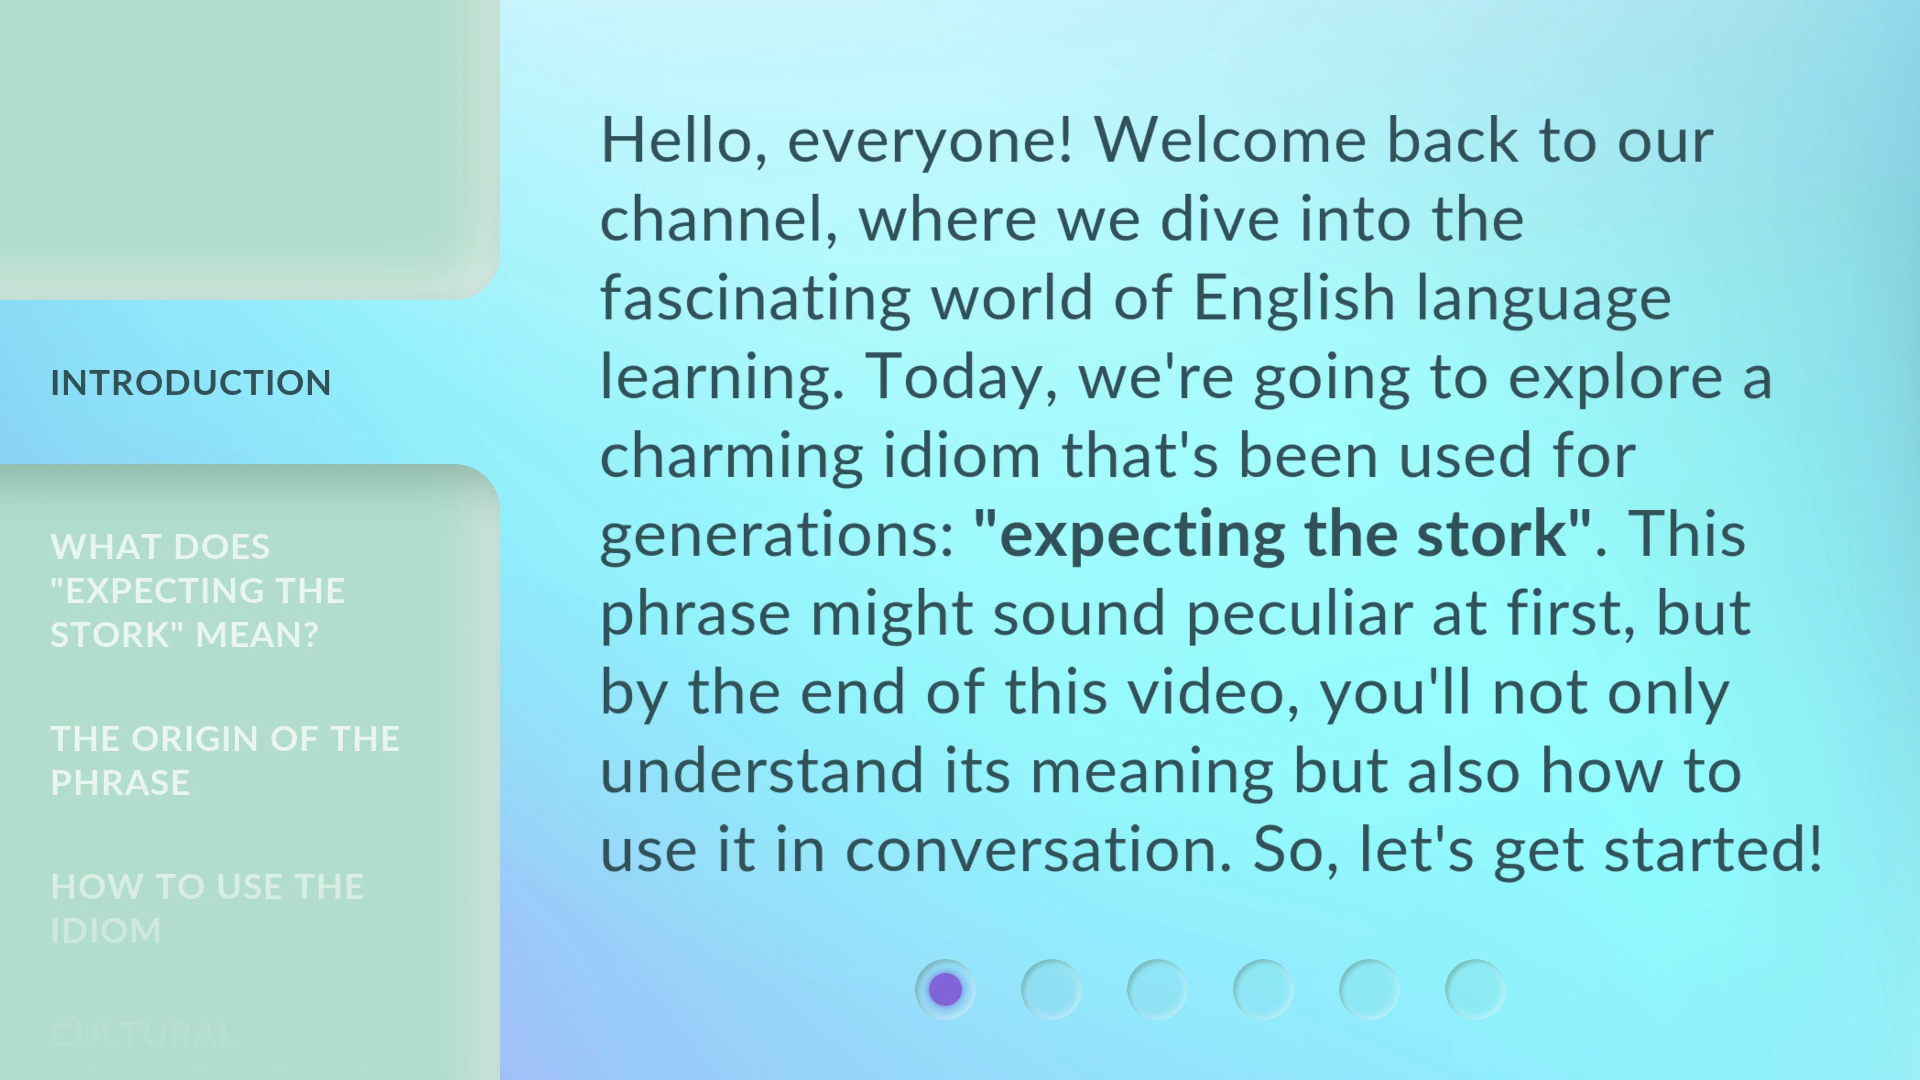 INTRODUCTION
WHAT DOES
"EXPECTING THE
STORK" MEAN?
THE ORIGIN OF THE
PHRASE
HOW TO USE THE
IDIOM
CULTURAL
Hello, everyone! Welcome back to our
channel, where we dive into the
fascinating world of English language
learning. Today, we're going to explore a
charming idiom that's been used for
generations: "expecting the stork". This
phrase might sound peculiar at first, but
by the end of this video, you'll not only
understand its meaning but also how to
use it in conversation. So, let's get started!